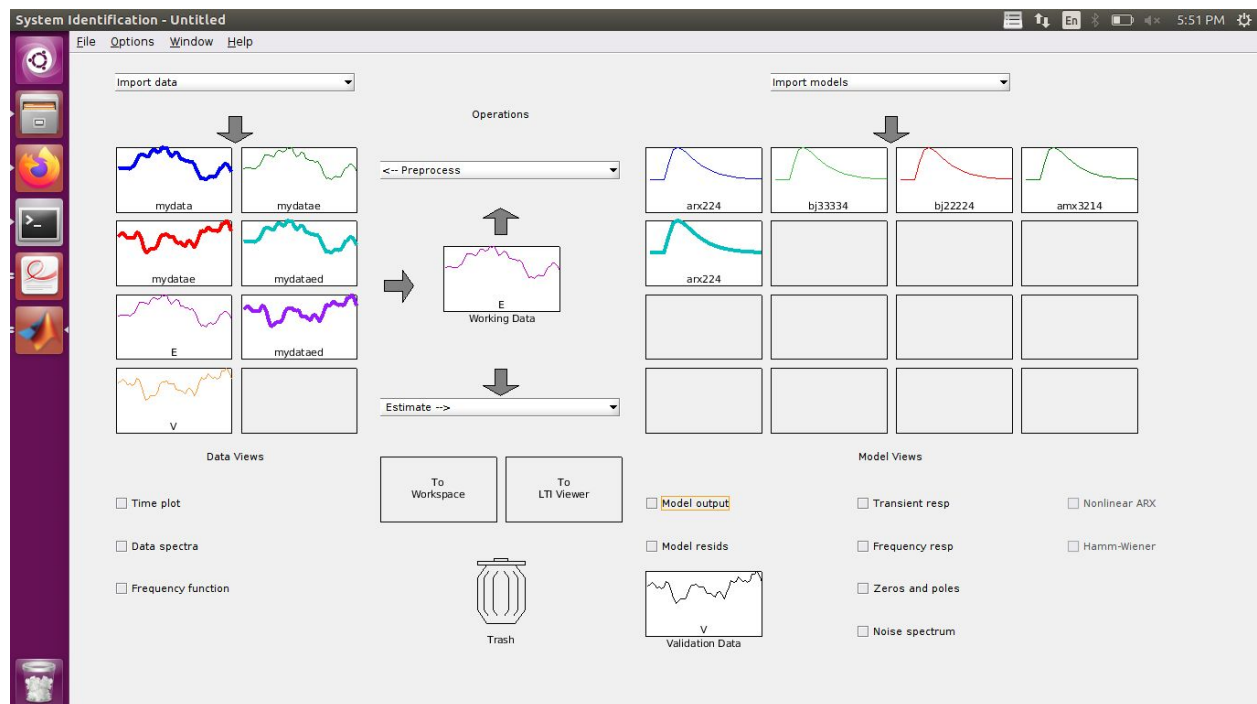 System Identification - Untitled
En
5:51 PM
File Options Window Help
Import data
Operations
Import models
mydata
mydatae
<-- Preprocess
arx224
bj33334
bj22224
amx3214
mydatae
mydataed
E
Working Data
arx224
E
mydataed
V
Estimate -->
Data Views
To
Workspace
To
LTI Viewer
Model Views
Time plot
Model output
Transient resp
Nonlinear ARX
Data spectra
Model resids
Frequency resp
Hamm-Wiener
Frequency function
Zeros and poles
Trash
V
Validation Data
Noise spectrum